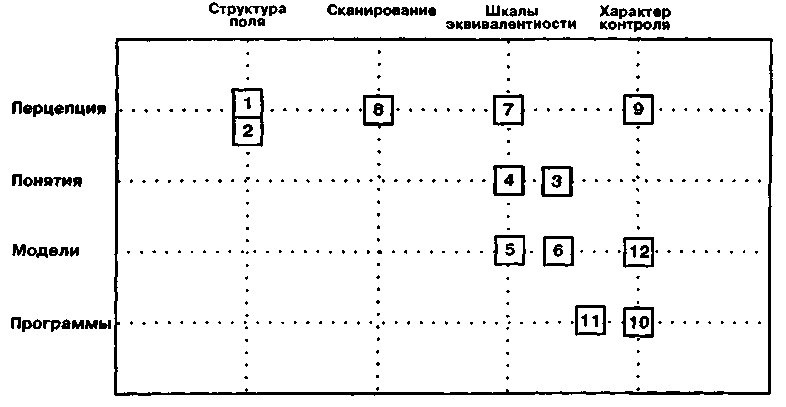 Структура
поля
Сканирование
Шкалы
эквивалентности
Характер
контроля
Перцепция
1
2
8
7
9
Понятия
4
3
Модели
5
6
12
Программы
11
10